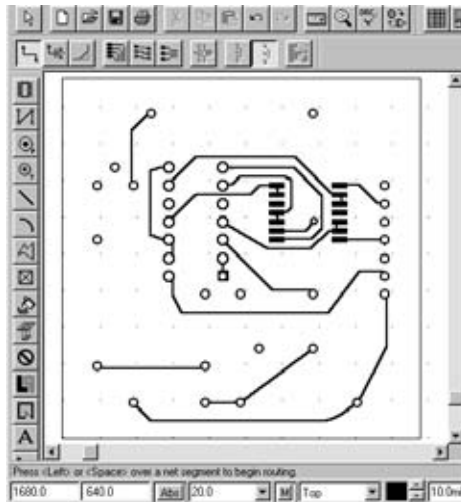 A
Press <Left> or <Space> over a net segment to begin routing.
1680.0 640.0 Abs 20.0 M Top 10.0m